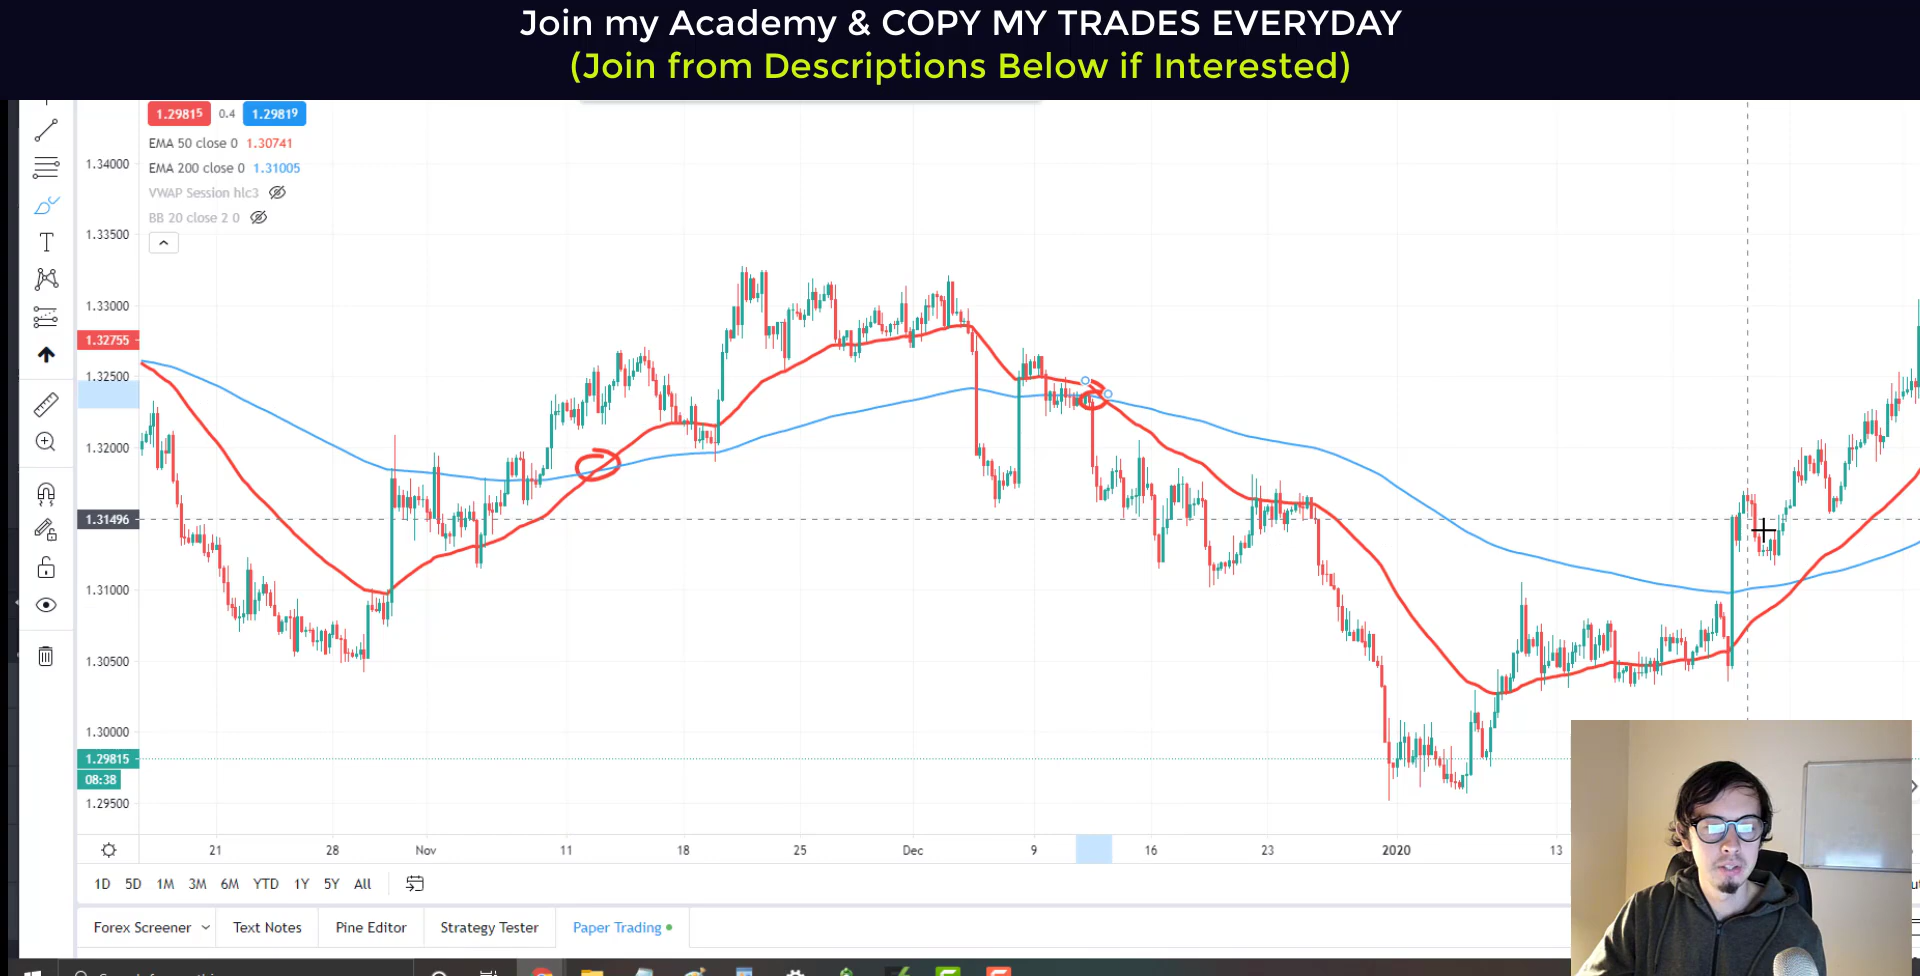 Join my Academy & COPY MY TRADES EVERYDAY
(Join from Descriptions Below if Interested)
1.29815 0.4 1.29819
EMA 50 close 0 1.30741
EMA 200 close 0 1.31005
VWAP Session hlc3
BB 20 close 2 0
T
1.34000
1.33500
1.33000
1.32755
1.32500
1.32000
1.31496
1.31000
1.30500
1.30000
1.29815
08:38
1.29500
21 28 Nov 11 18 25 Dec 9 16 23 2020 13
1D 5D 1M 3M 6M YTD 1Y 5Y All
Forex Screener Text Notes Pine Editor Strategy Tester Paper Trading